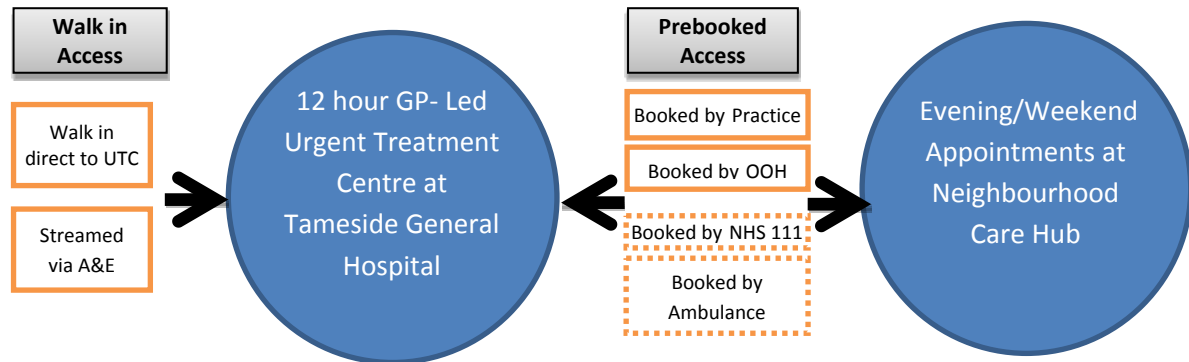 Walk in
Access
Walk in
direct to UTC
Streamed
via A&E
12 hour GP- Led
Urgent Treatment
Centre at
Tameside General
Hospital
Prebooked
Access
Booked by Practice
Booked by OOH
Booked by NHS 111
Booked by
Ambulance
Evening/Weekend
Appointments at
Neighbourhood
Care Hub